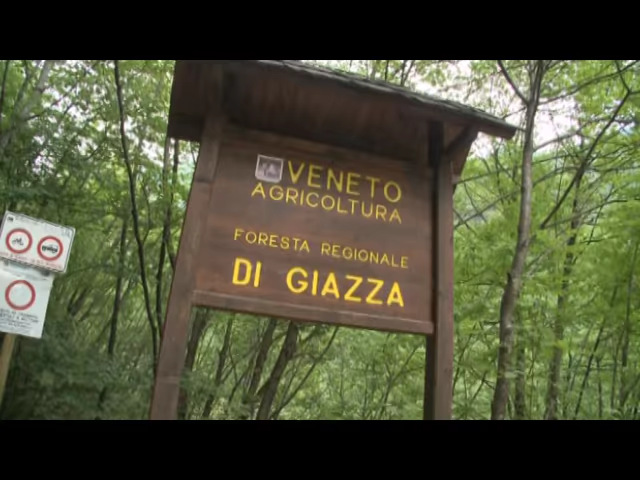 VENETO
AGRICOLTURA
FORESTA REGIONALE
DI GIAZZA